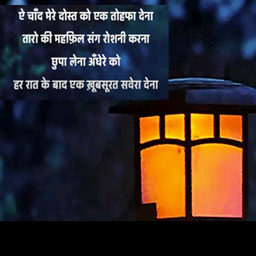 ऐ चाँद मेरे दोस्त को एक तोहफा देना
तारो की महफ़िल संग रोशनी करना
छुपा लेना अँधेरे को
हर रात के बाद एक ख़ूबसूरत सवेरा देना